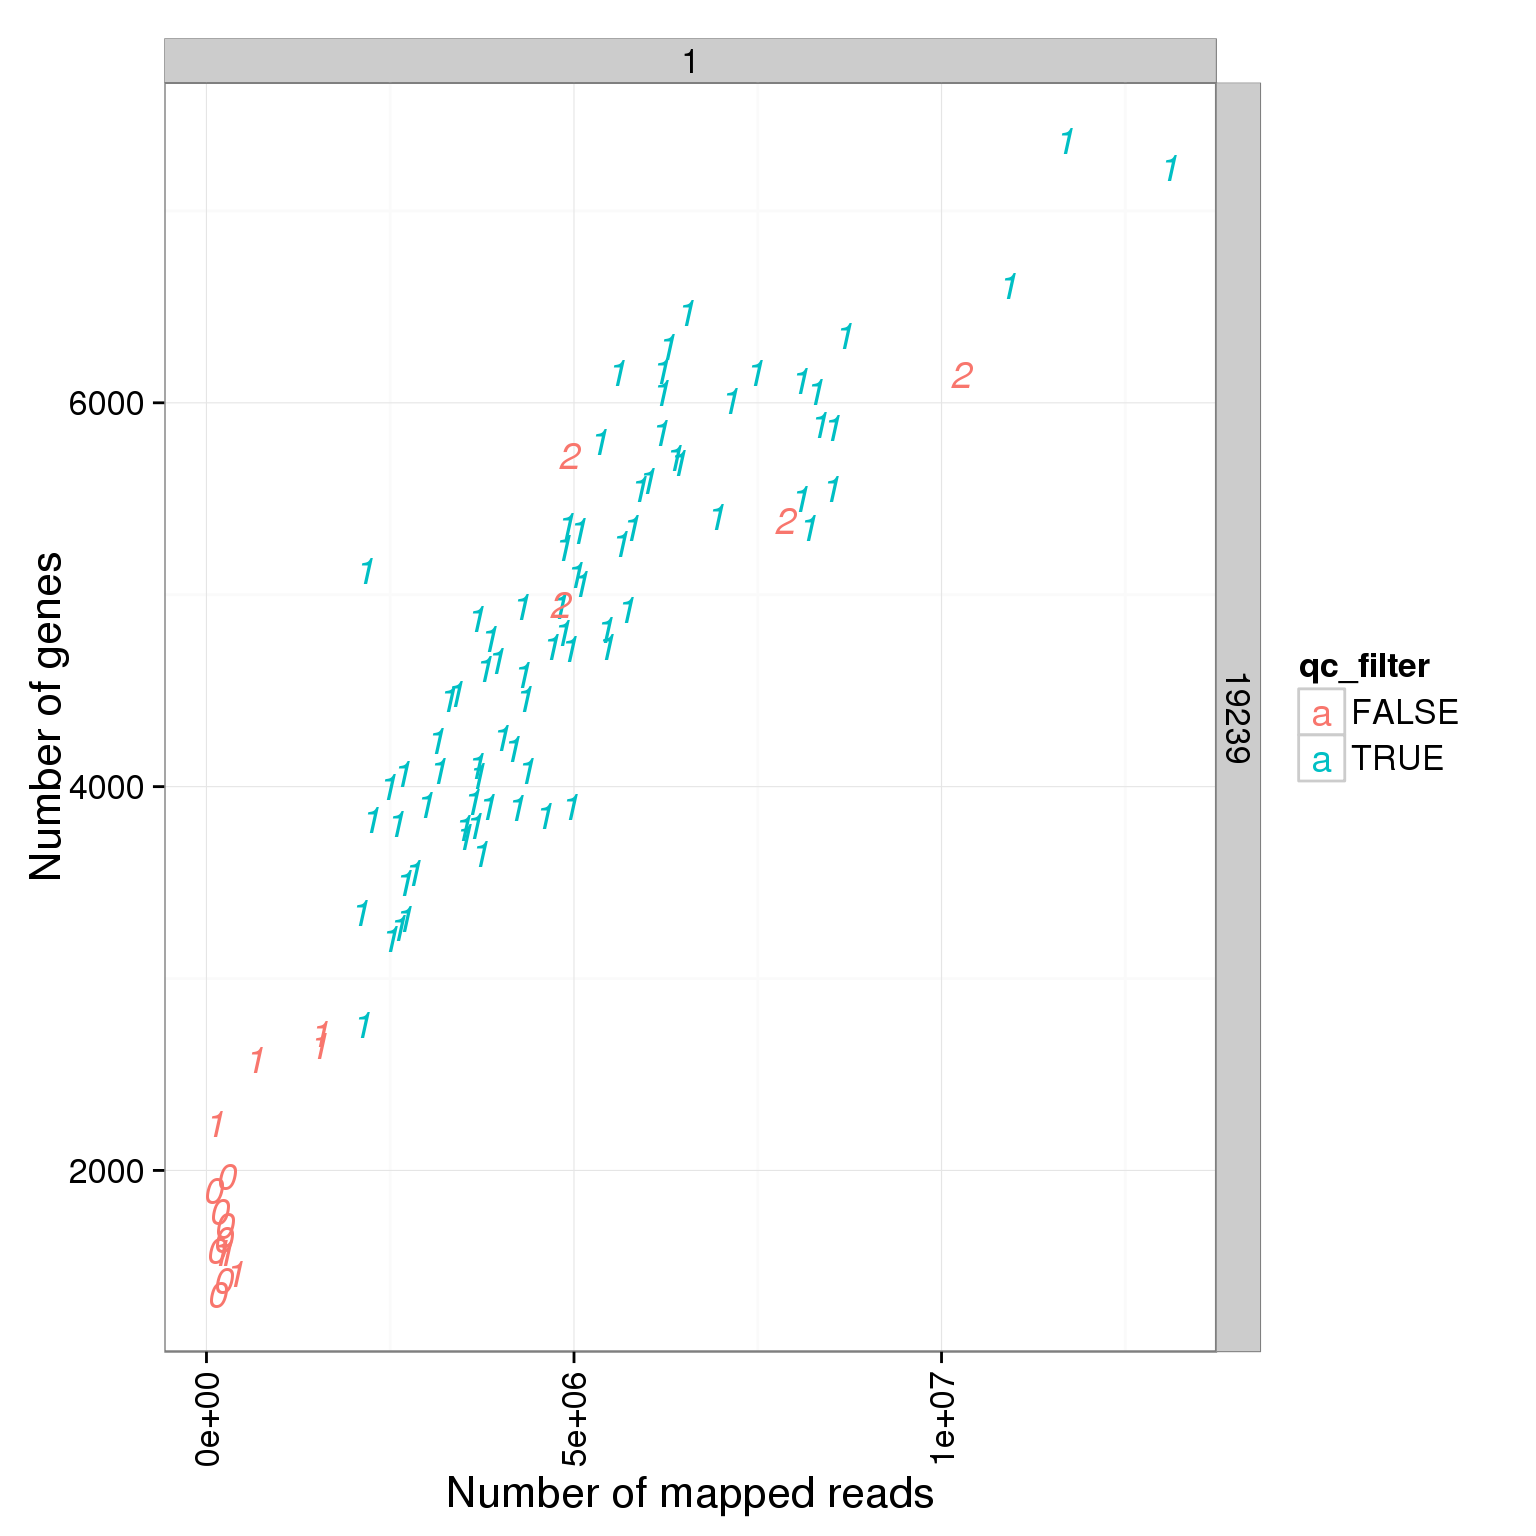 1
19239
Number of genes
6000
4000
2000
0e+00
5e+06
1e+07
Number of mapped reads
qc_filter
a FALSE
a TRUE